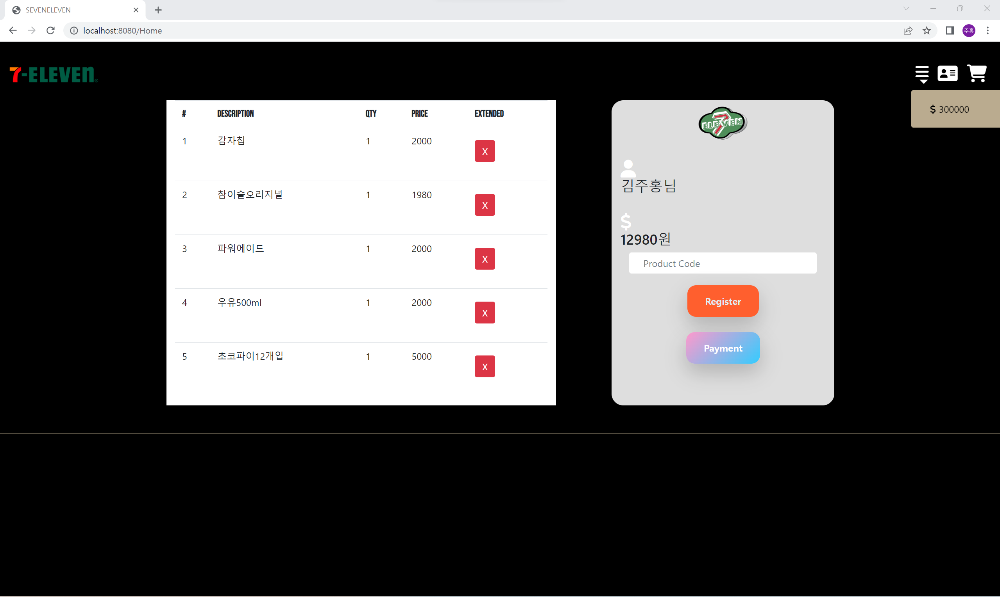 SEVENELEVEN
localhost:8080/Home
주홍
7-ELEVEN®
$ 300000
# DESCRIPTION QTY PRICE EXTENDED
1 감자칩 1 2000 X
2 참이슬오리지널 1 1980 X
3 파워에이드 1 2000 X
4 우유500ml 1 2000 X
5 초코파이12개입 1 5000 X
7 ELEVEN
김주홍님
$
12980원
Product Code
Register
Payment